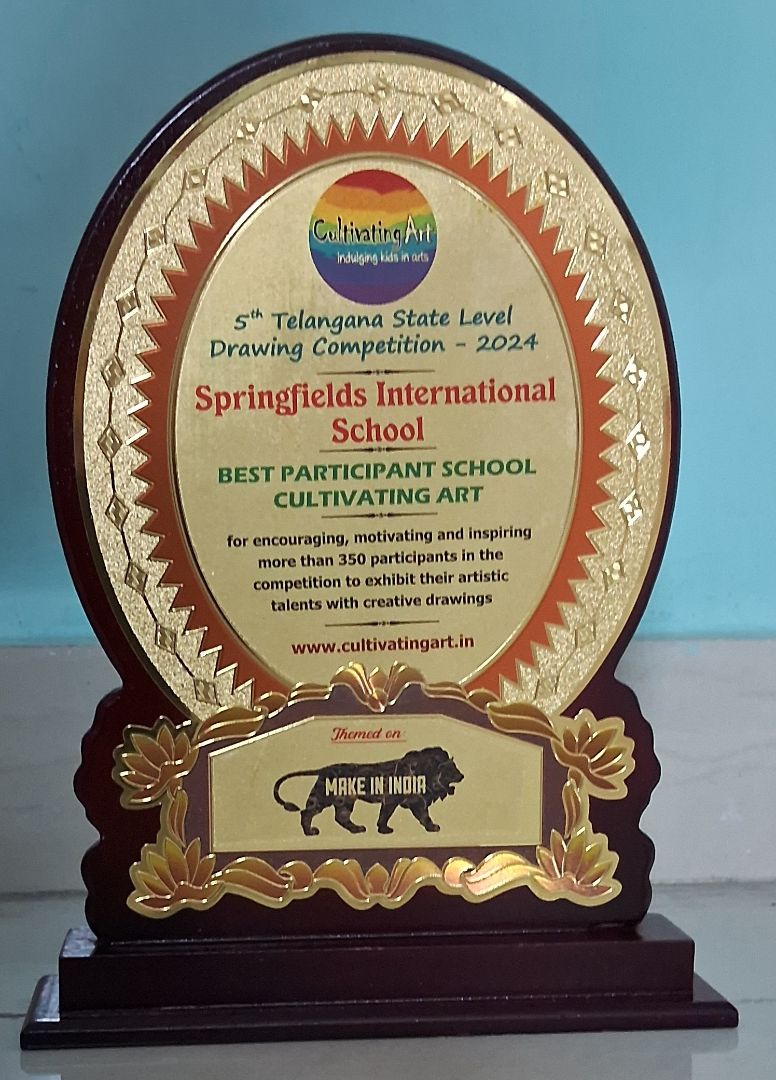 CultivatingArt
indulging kids in arts
5th Telangana State Level
Drawing Competition - 2024
Springfields International
School
BEST PARTICIPANT SCHOOL
CULTIVATING ART
for encouraging, motivating and inspiring
more than 350 participants in the
competition to exhibit their artistic
talents with creative drawings
www.cultivatingart.in
Themed on:
MAKE IN INDIA